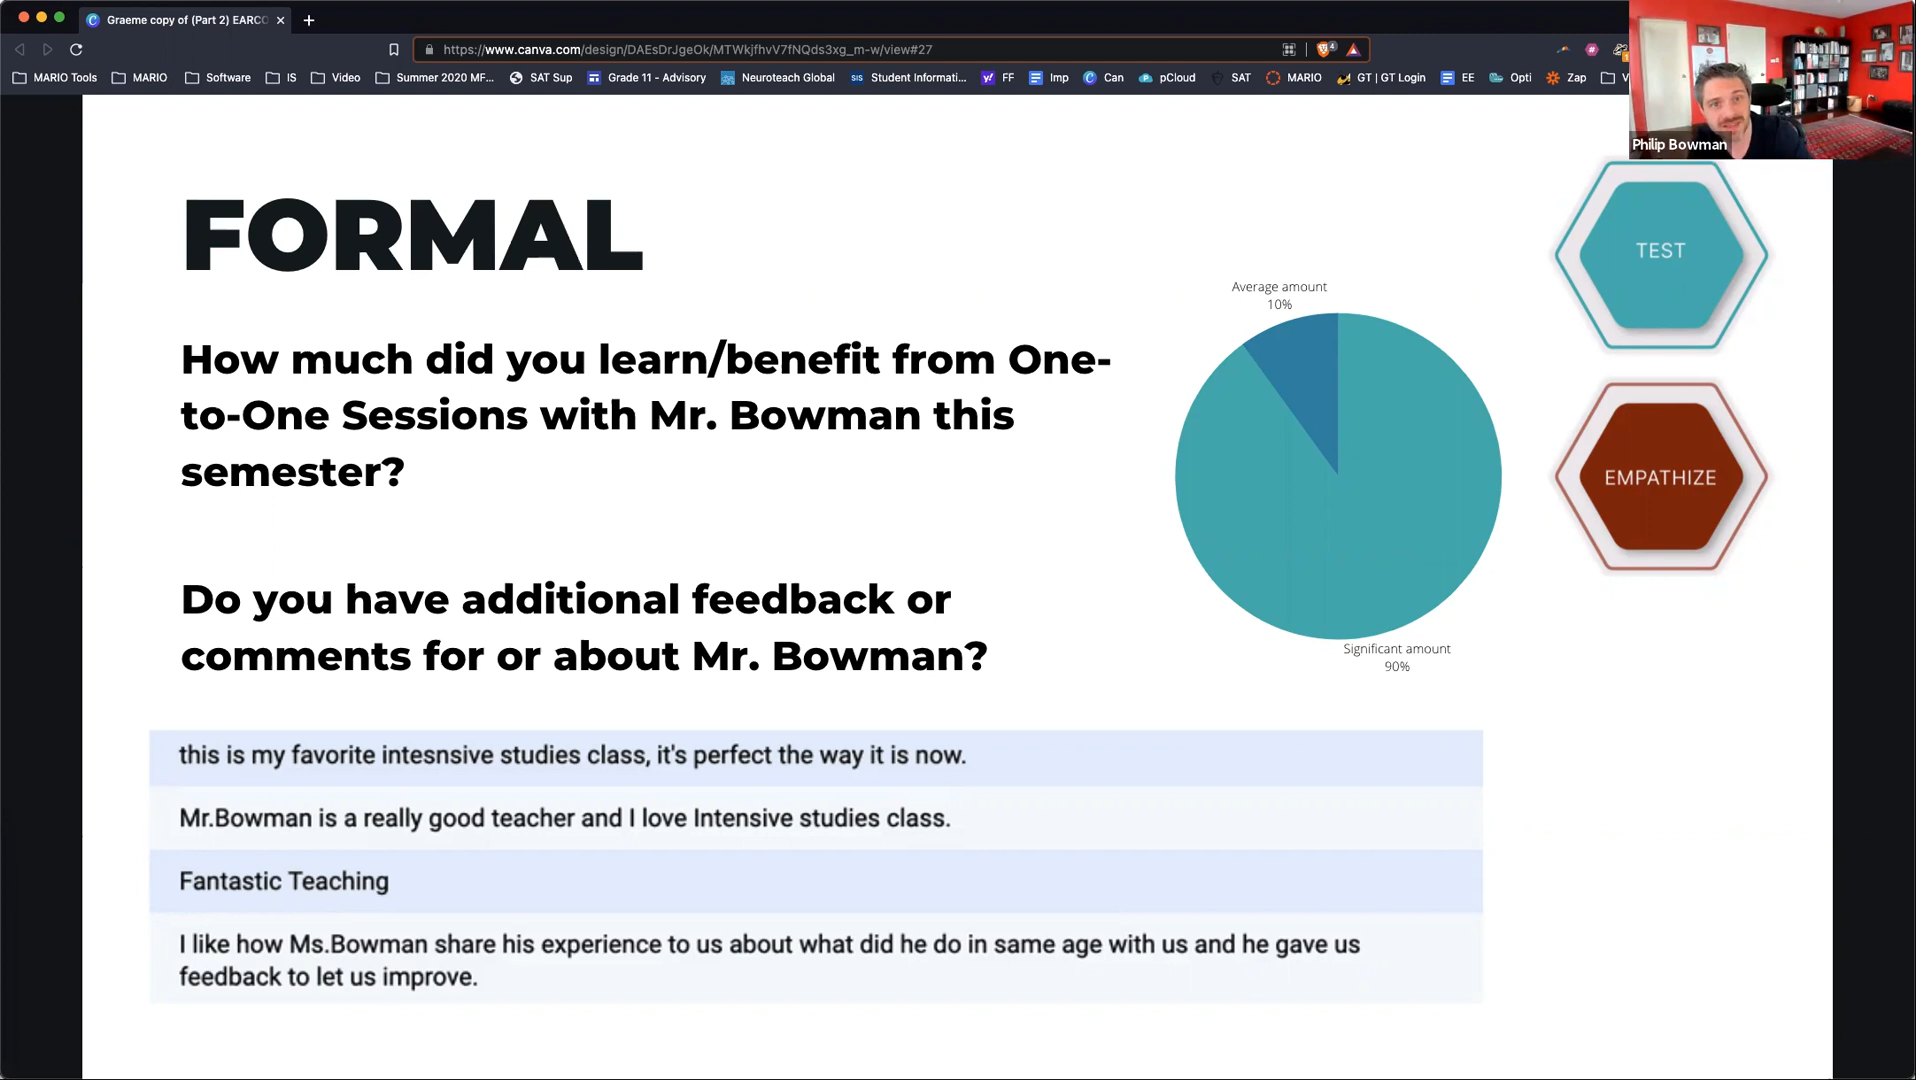 Graeme copy of (Part 2) EARCO
https://www.canva.com/design/DAEsDrJgeOk/MTWkjfhvV7fNQds3xg_m-w/view#27
4
MARIO Tools MARIO Software IS Video Summer 2020 MF... SAT Sup Grade 11 - Advisory Neuroteach Global SIS Student Informati... FF Imp Can pCloud SAT MARIO GT | GT Login EE Opti Zap V
Philip Bowman
FORMAL
How much did you learn/benefit from One-
to-One Sessions with Mr. Bowman this
semester?
Do you have additional feedback or
comments for or about Mr. Bowman?
Average amount
10%
Significant amount
90%
TEST
EMPATHIZE
this is my favorite intesnsive studies class, it's perfect the way it is now.
Mr.Bowman is a really good teacher and I love Intensive studies class.
Fantastic Teaching
I like how Ms.Bowman share his experience to us about what did he do in same age with us and he gave us
feedback to let us improve.